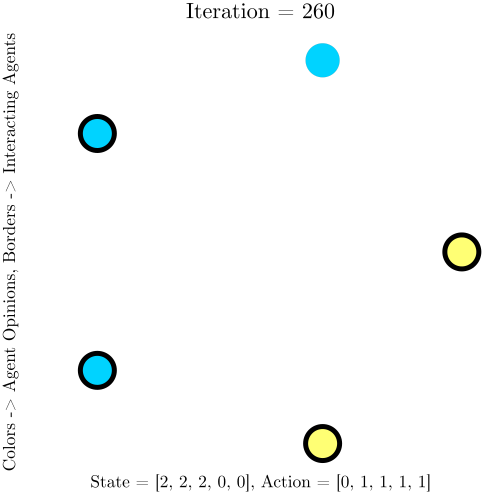 Iteration = 260
Colors -> Agent Opinions, Borders -> Interacting Agents
State = [2, 2, 2, 0, 0], Action = [0, 1, 1, 1, 1]